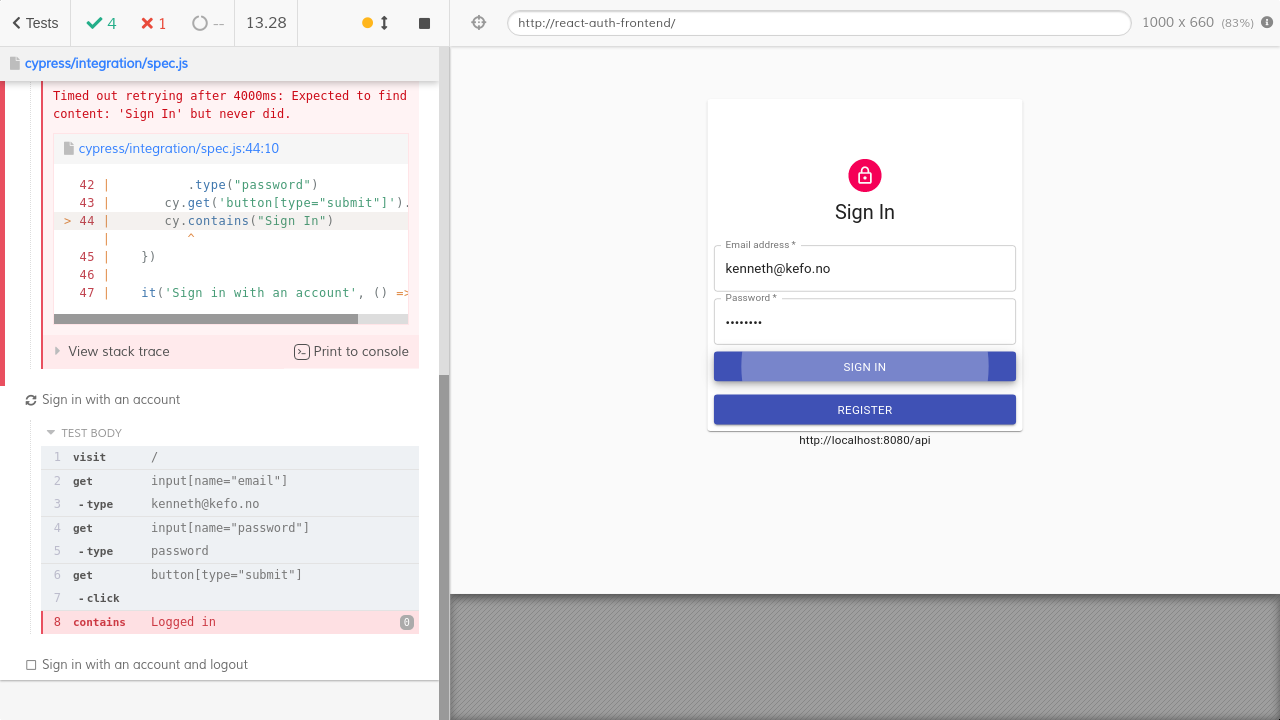 Tests 4 1 -- 13.28
http://react-auth-frontend/ 1000 x 660 (83%)
cypress/integration/spec.js
Timed out retrying after 4000ms: Expected to find
content: 'Sign In' but never did.
cypress/integration/spec.js:44:10
42 | .type("password")
43 | cy.get('button[type="submit"]').
> 44 | cy.contains("Sign In")
| ^
45 | })
46 |
47 | it('Sign in with an account', () =>
View stack trace Print to console
Sign in with an account
TEST BODY
1 visit /
2 get input[name="email"]
3 -type kenneth@kefo.no
4 get input[name="password"]
5 -type password
6 get button[type="submit"]
7 -click
8 contains Logged in 0
Sign in with an account and logout
Sign In
Email address *
kenneth@kefo.no
Password *
••••••••
SIGN IN
REGISTER
http://localhost:8080/api